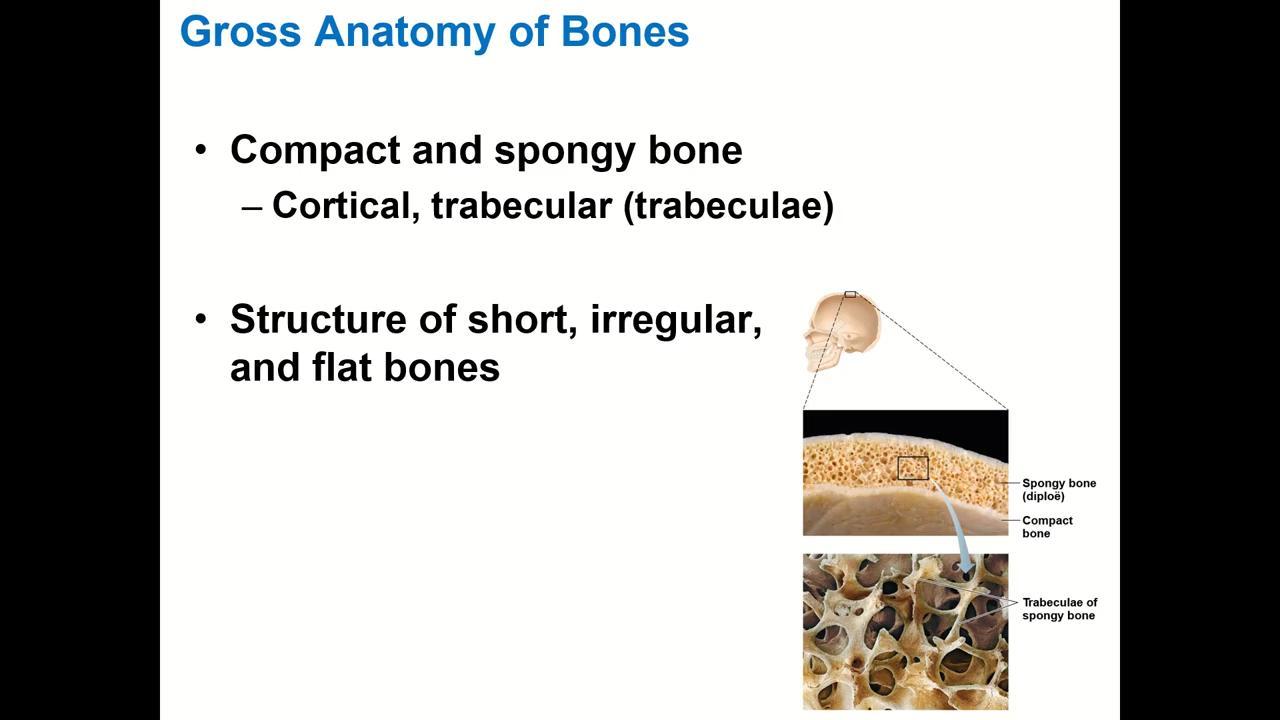 Gross Anatomy of Bones
• Compact and spongy bone
– Cortical, trabecular (trabeculae)
• Structure of short, irregular,
and flat bones
Spongy bone
(diploë)
Compact
bone
Trabeculae of
spongy bone